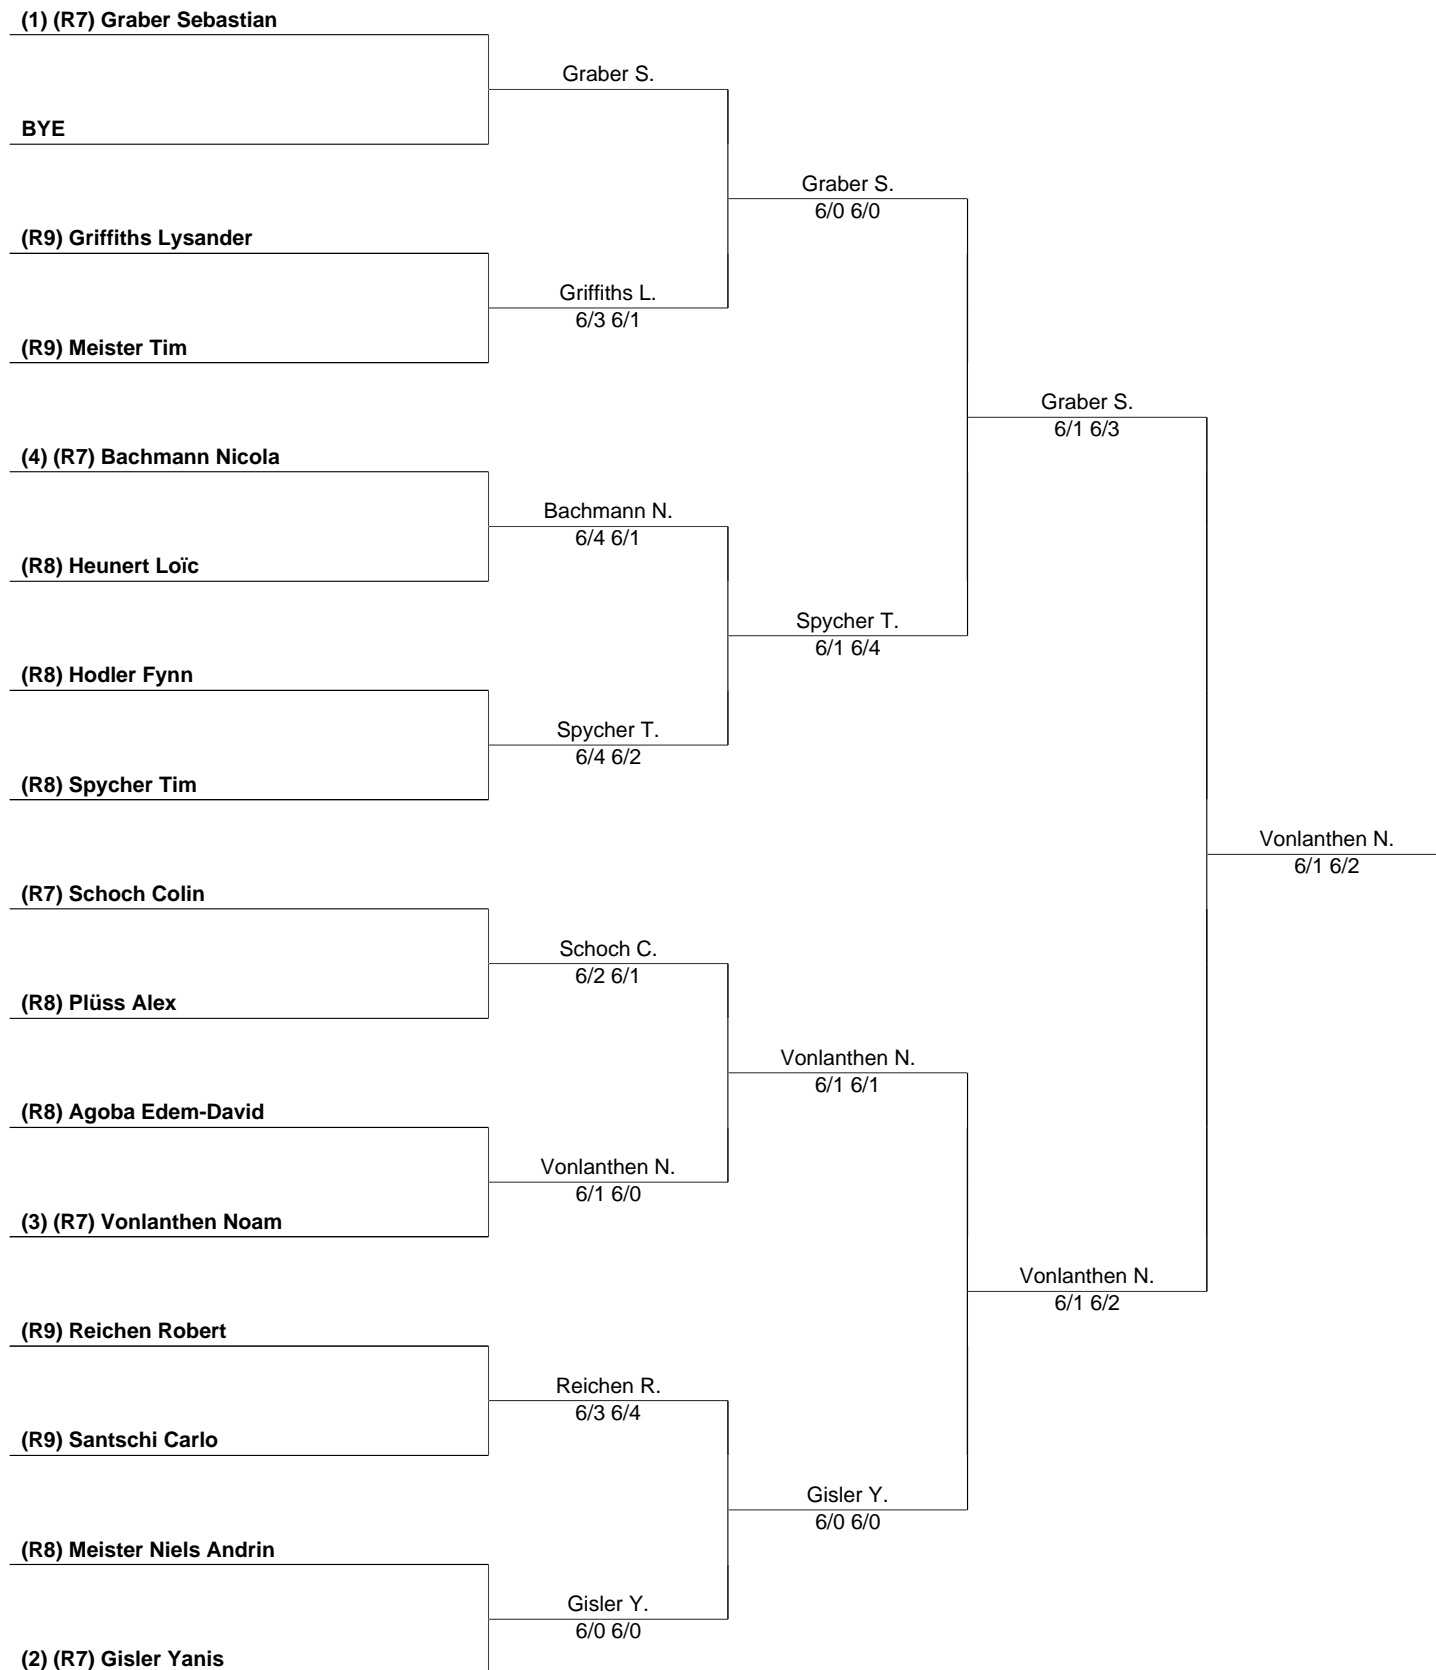 (1) (R7) Graber Sebastian
Graber S.
BYE
Graber S.
6/0 6/0
(R9) Griffiths Lysander
Griffiths L.
6/3 6/1
(R9) Meister Tim
Graber S.
6/1 6/3
(4) (R7) Bachmann Nicola
Bachmann N.
6/4 6/1
(R8) Heunert Loïc
Spycher T.
6/1 6/4
(R8) Hodler Fynn
Spycher T.
6/4 6/2
(R8) Spycher Tim
Vonlanthen N.
6/1 6/2
(R7) Schoch Colin
Schoch C.
6/2 6/1
(R8) Plüss Alex
Vonlanthen N.
6/1 6/1
(R8) Agoba Edem-David
Vonlanthen N.
6/1 6/0
(3) (R7) Vonlanthen Noam
Vonlanthen N.
6/1 6/2
(R9) Reichen Robert
Reichen R.
6/3 6/4
(R9) Santschi Carlo
Gisler Y.
6/0 6/0
(R8) Meister Niels Andrin
Gisler Y.
6/0 6/0
(2) (R7) Gisler Yanis